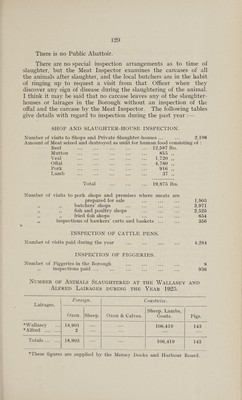 129
There is no Public Abattoir.
There are no special inspection arrangements as to time of
slaughter, but the Meat Inspector examines the carcases of all
the animals after slaughter, and the local butchers are in the habit
of ringing up to request a visit from that Officer when they
discover any sign of disease during the slaughtering of the animal.
I think it may be said that no carcase leaves any of the slaughter-
houses or lairages in the Borough without an inspection of the
offal and the carcase by the Meat Inspector. The following tables
give details with regard to inspection during the past year :—
SHOP AND SLAUGHTER-HOUSE INSPECTION.
Number of visits to Shops and Private Slaughter-houses ... 2,196
Amount of Meat seized and destroyed as unfit for human food consisting of :
Beef ... 12,587 lbs.
Mutton ... 855 ,,
Veal ... 1,720 ,,
Offal ... 4,760 ,,
Pork ... 916 ,,
Lamb ... 37 ,,
Total ... 19,875 lbs.
Number of visits to pork shops and premises where meats are
prepared for sale ... 1,905
,, ,, butchers' shops ... 3,971
,, ,, fish and poultry shops ... 2,525
,, ,, fried fish shops ... 654
,, inspections of hawkers' carts and baskets ... 356
INSPECTION OF CATTLE PENS.
Number of visits paid during the year ... 4,284
INSPECTION OF PIGGERIES.
Number of Piggeries in the Borough ... 8
,, inspections paid ... 936
NUMBER OF ANIMALS SLAUGHTERED AT THE WALLASEY AND
ALFRED LAIRAGES DURING THE YEAR 1925.
Lairages. Foreign. Coastwise.
Oxen. Sheep. Oxen & Calves. Sheep, Lambs, Goats. Pigs.
*Wallasey 14,901 — — 106,419 143
*Alfred ... 2 — — — —
Totals ... 14,903 — — 106,419 143
*These figures are supplied by the Mersey Docks and Harbour Board.